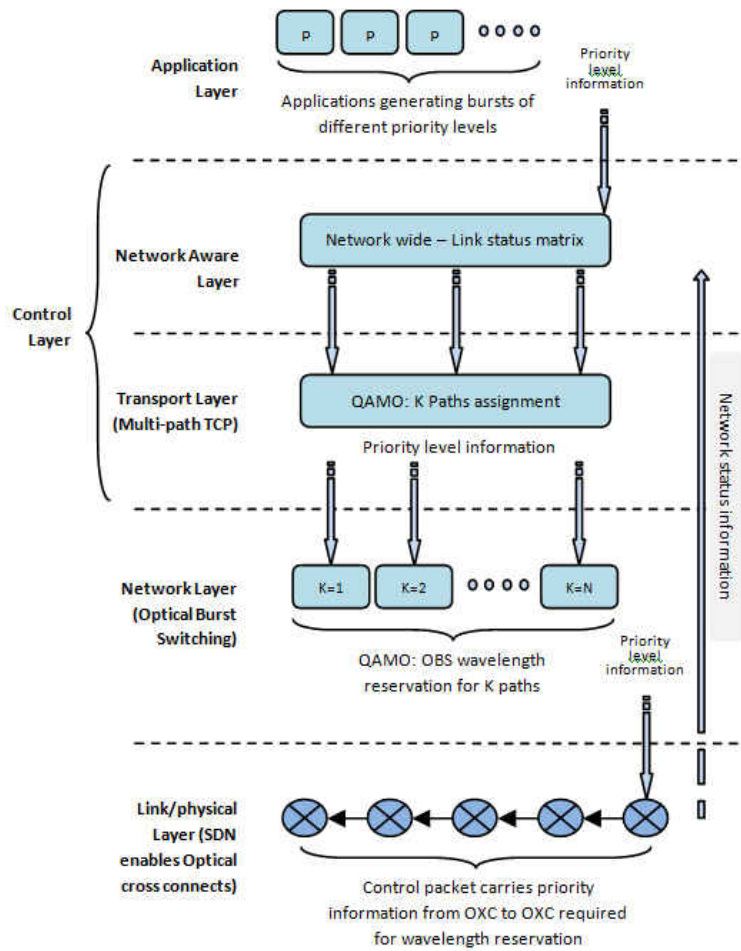 P P P
Application
Layer
Priority
level
information
Applications generating bursts of
different priority levels
Network wide – Link status matrix
Network Aware
Layer
Control
Layer
Transport Layer
(Multi-path TCP)
QAMO: K Paths assignment
Priority level information
Network status information
Network Layer
(Optical Burst
Switching)
K=1 K=2 K=N
QAMO: OBS wavelength
reservation for K paths
Priority
level
information
Link/physical
Layer (SDN
enables Optical
cross connects)
Control packet carries priority
information from OXC to OXC required
for wavelength reservation